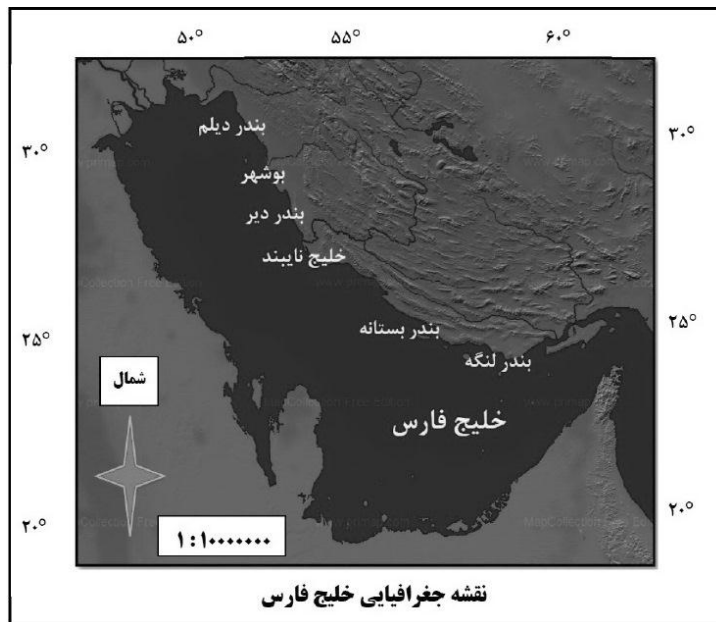 ۵۰° ۵۵° ۶۰°
بندر دیلم
۳۰° ۳۰°
بوشهر
بندر دیر
خلیج نایبند
۲۵° ۲۵°
بندر بستانه
بندر لنگه
شمال
خلیج فارس
۲۰° ۲۰°
۱:۱۰۰۰۰۰۰۰
نقشه جغرافیایی خلیج فارس